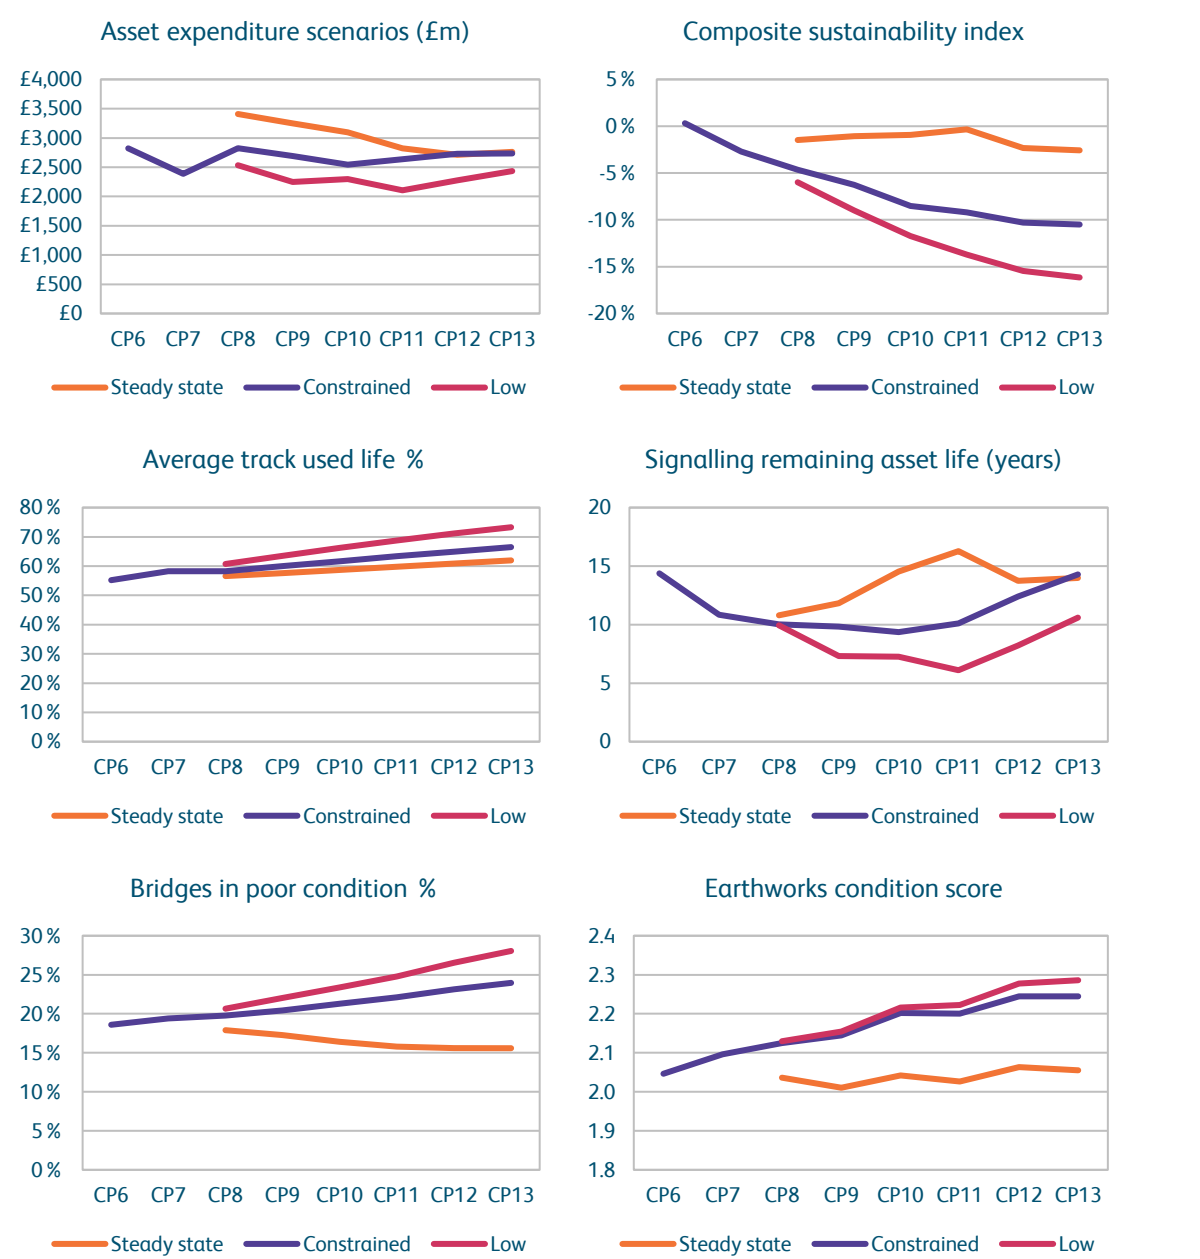 Asset expenditure scenarios (£m)
£4,000
£3,500
£3,000
£2,500
£2,000
£1,500
£1,000
£500
£0
CP6 CP7 CP8 CP9 CP10 CP11 CP12 CP13
Steady state Constrained Low
Composite sustainability index
5%
0%
-5%
-10%
-15%
-20%
CP6 CP7 CP8 CP9 CP10 CP11 CP12 CP13
Steady state Constrained Low
Average track used life %
80%
70%
60%
50%
40%
30%
20%
10%
0%
CP6 CP7 CP8 CP9 CP10 CP11 CP12 CP13
Steady state Constrained Low
Signalling remaining asset life (years)
20
15
10
5
0
CP6 CP7 CP8 CP9 CP10 CP11 CP12 CP13
Steady state Constrained Low
Bridges in poor condition %
30%
25%
20%
15%
10%
5%
0%
CP6 CP7 CP8 CP9 CP10 CP11 CP12 CP13
Steady state Constrained Low
Earthworks condition score
2.4
2.3
2.2
2.1
2.0
1.9
1.8
CP6 CP7 CP8 CP9 CP10 CP11 CP12 CP13
Steady state Constrained Low